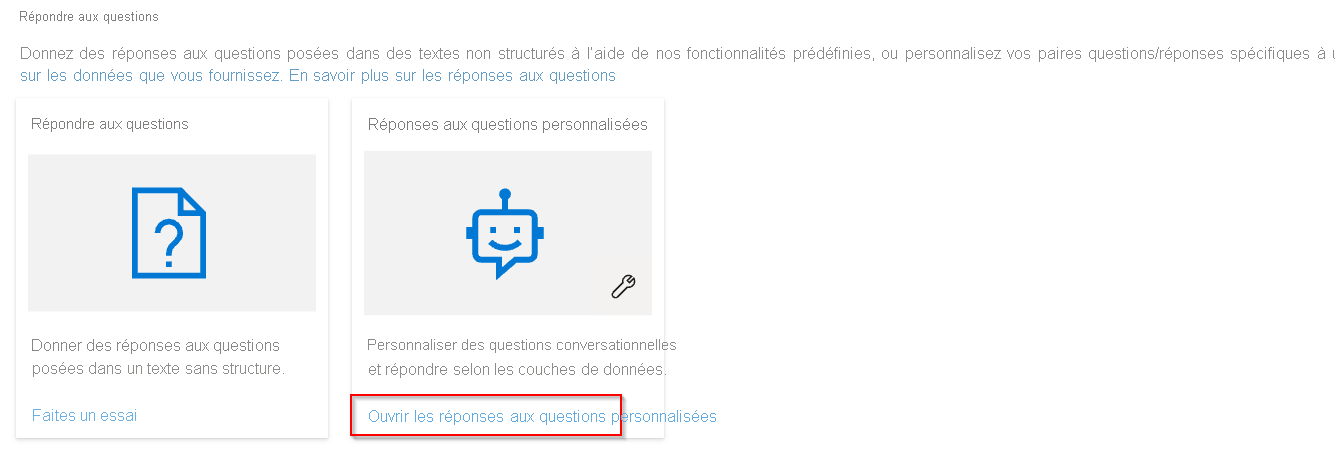 Répondre aux questions
Donnez des réponses aux questions posées dans des textes non structurés à l'aide de nos fonctionnalités prédéfinies, ou personnalisez vos paires questions/réponses spécifiques à
sur les données que vous fournissez. En savoir plus sur les réponses aux questions
Répondre aux questions
Réponses aux questions personnalisées
?
Donner des réponses aux questions
posées dans un texte sans structure.
Personnaliser des questions conversationnelles
et répondre selon les couches de données.
Faites un essai
Ouvrir les réponses aux questions personnalisées